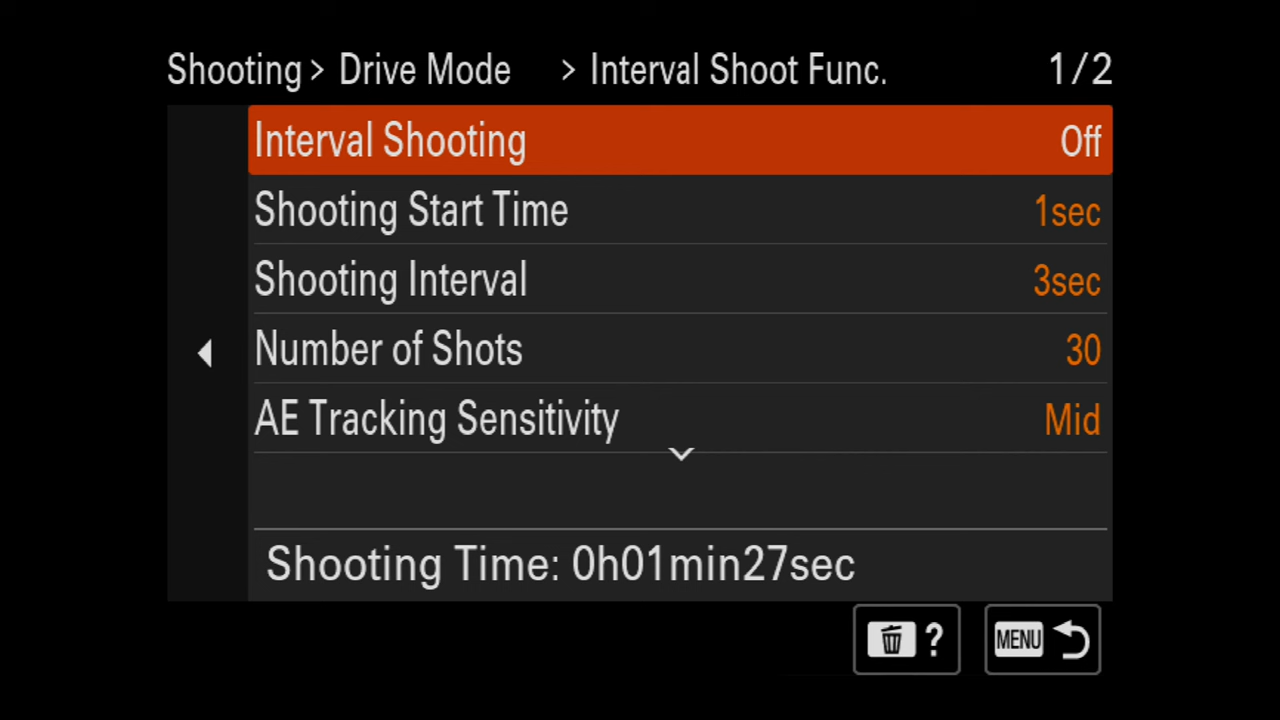 Shooting > Drive Mode > Interval Shoot Func. 1/2
Interval Shooting Off
Shooting Start Time 1sec
Shooting Interval 3sec
Number of Shots 30
AE Tracking Sensitivity Mid
Shooting Time: 0h01min27sec
? MENU